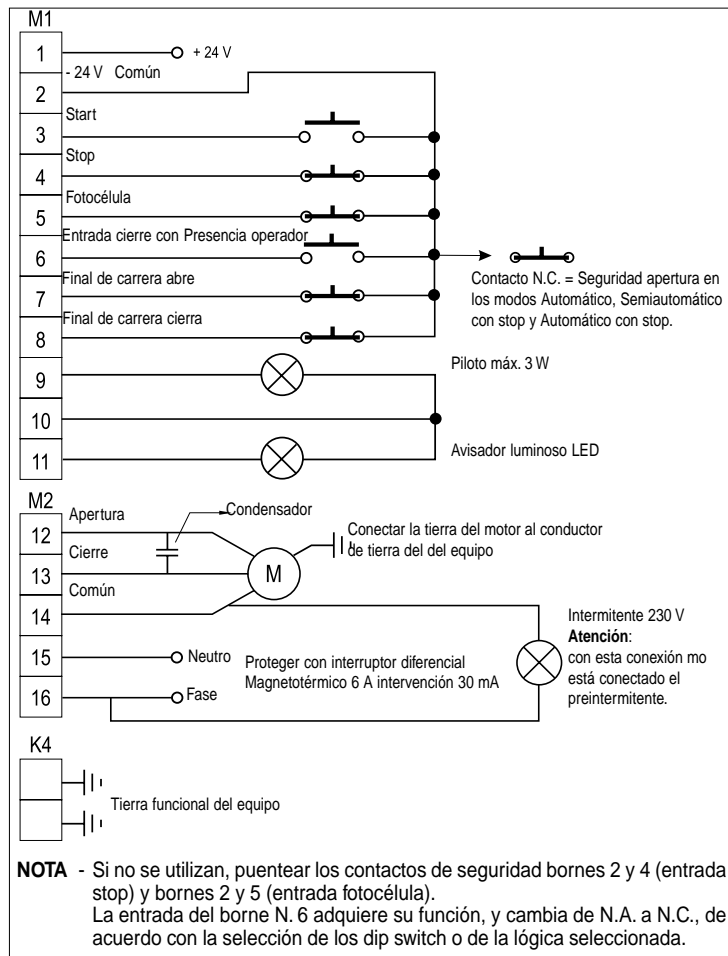 M1
1
+ 24 V
- 24 V Común
2
Start
3
Stop
4
Fotocélula
5
Entrada cierre con Presencia operador
6
Final de carrera abre
7
Final de carrera cierra
8
Contacto N.C. = Seguridad apertura en
los modos Automático, Semiautomático
con stop y Automático con stop.
9
Piloto máx. 3 W
10
11
Avisador luminoso LED
M2
Apertura
12
Condensador
Cierre
13
M
Conectar la tierra del motor al conductor
de tierra del del equipo
Común
14
15
Neutro
16
Fase
Proteger con interruptor diferencial
Magnetotérmico 6 A intervención 30 mA
Intermitente 230 V
Atención:
con esta conexión mo
está conectado el
preintermitente.
K4
Tierra funcional del equipo
NOTA - Si no se utilizan, puentear los contactos de seguridad bornes 2 y 4 (entrada
stop) y bornes 2 y 5 (entrada fotocélula).
La entrada del borne N. 6 adquiere su función, y cambia de N.A. a N.C., de
acuerdo con la selección de los dip switch o de la lógica seleccionada.